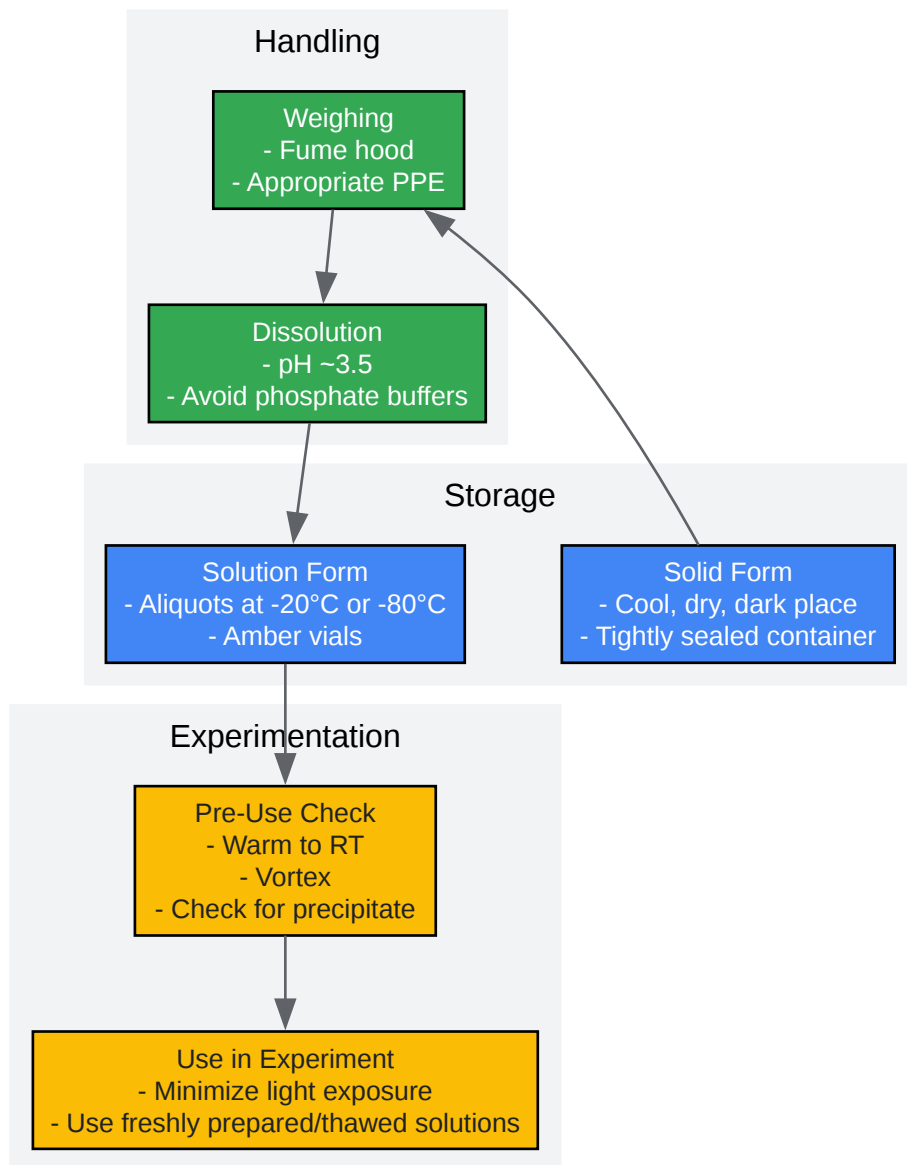 Handling
Weighing
- Fume hood
- Appropriate PPE
Dissolution
- pH ~3.5
- Avoid phosphate buffers
Storage
Solution Form
- Aliquots at -20°C or -80°C
- Amber vials
Solid Form
- Cool, dry, dark place
- Tightly sealed container
Experimentation
Pre-Use Check
- Warm to RT
- Vortex
- Check for precipitate
Use in Experiment
- Minimize light exposure
- Use freshly prepared/thawed solutions